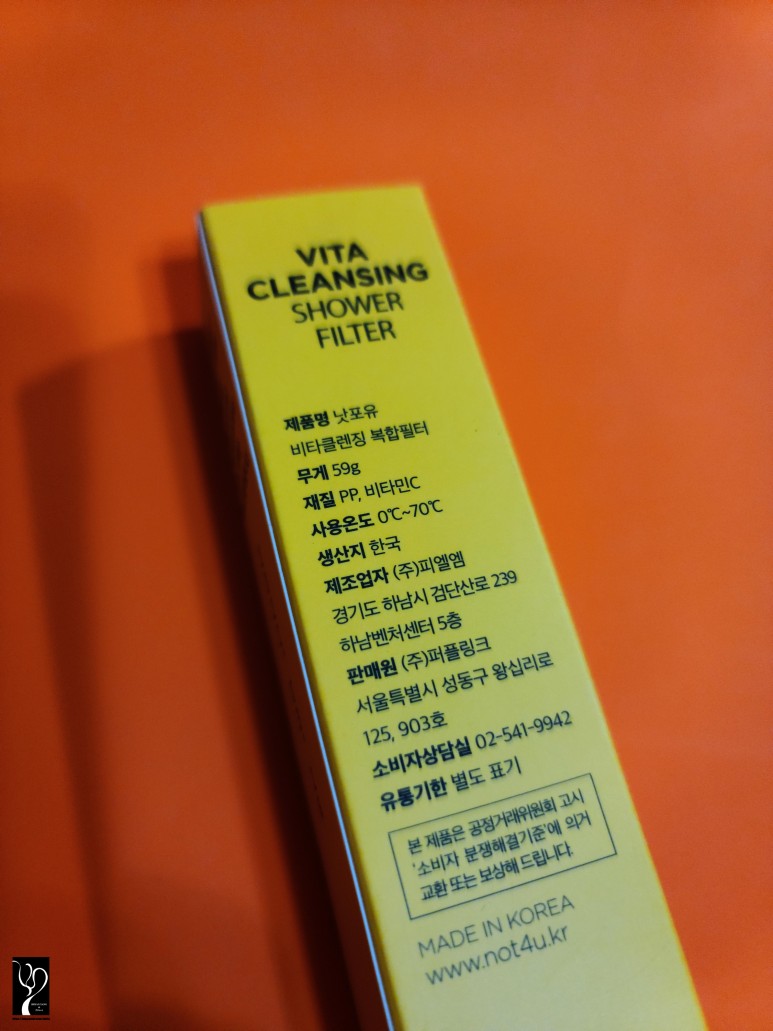 VITA
CLEANSING
SHOWER
FILTER
제품명 낫포유
비타클렌징 복합필터
무게 59g
재질 PP, 비타민C
사용온도 0℃~70℃
생산지 한국
제조업자 (주)피엘엠
경기도 하남시 검단산로 239
하남벤처센터 5층
판매원 (주)퍼플링크
서울특별시 성동구 왕십리로
125, 903호
소비자상담실 02-541-9942
유통기한 별도 표기
본 제품은 공정거래위원회 고시
'소비자 분쟁해결기준'에 의거
교환 또는 보상해 드립니다.
MADE IN KOREA
www.not4u.kr